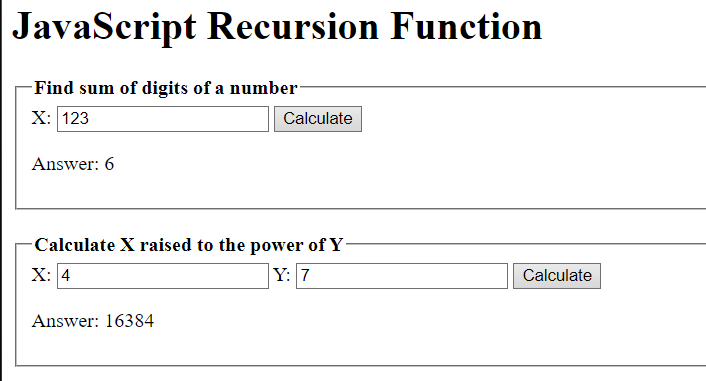 JavaScript Recursion Function
Find sum of digits of a number
X: 123 Calculate
Answer: 6
Calculate X raised to the power of Y
X: 4 Y: 7 Calculate
Answer: 16384